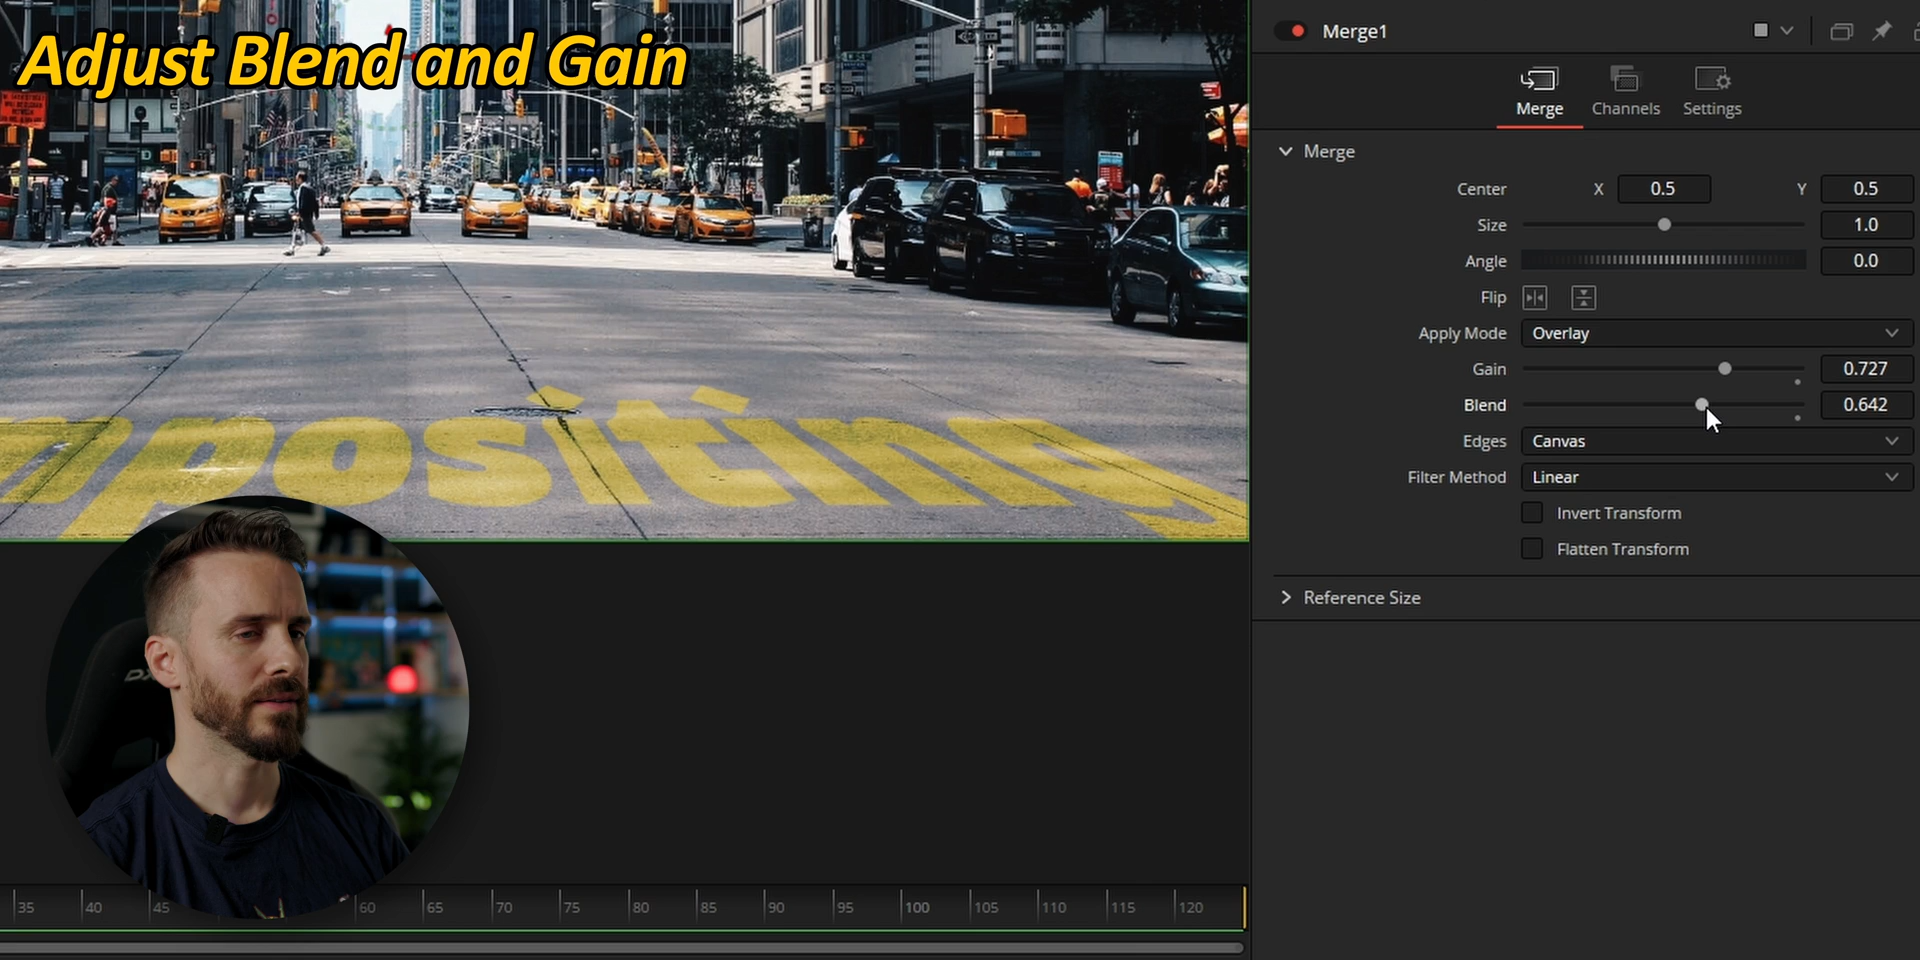 Adjust Blend and Gain
mpositing
Merge1
Merge
Channels
Settings
Merge
Center X 0.5 Y 0.5
Size 1.0
Angle 0.0
Flip
Apply Mode Overlay
Gain 0.727
Blend 0.642
Edges Canvas
Filter Method Linear
Invert Transform
Flatten Transform
Reference Size
DX
35 40 45 60 65 70 75 80 85 90 95 100 105 110 115 120